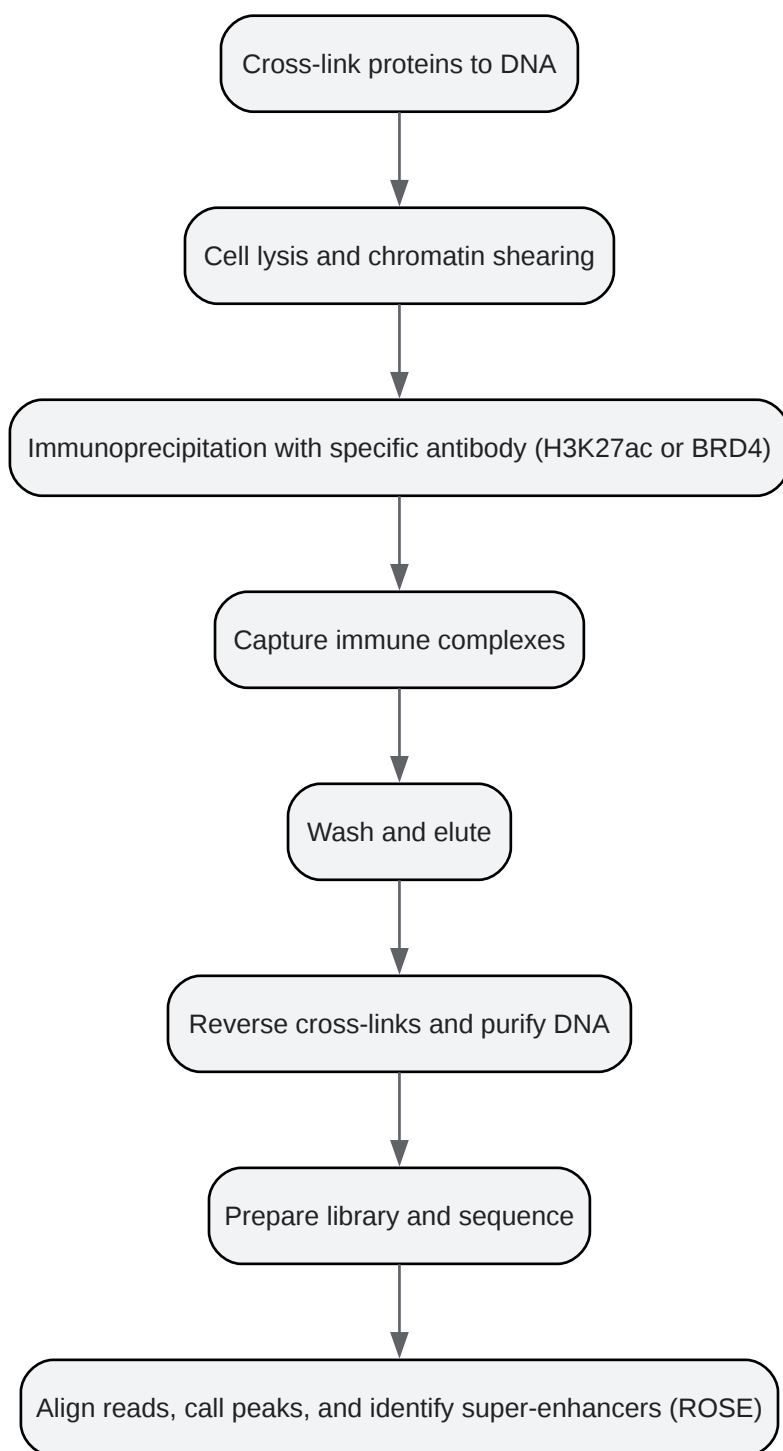 Cross-link proteins to DNA
Cell lysis and chromatin shearing
Immunoprecipitation with specific antibody (H3K27ac or BRD4)
Capture immune complexes
Wash and elute
Reverse cross-links and purify DNA
Prepare library and sequence
Align reads, call peaks, and identify super-enhancers (ROSE)